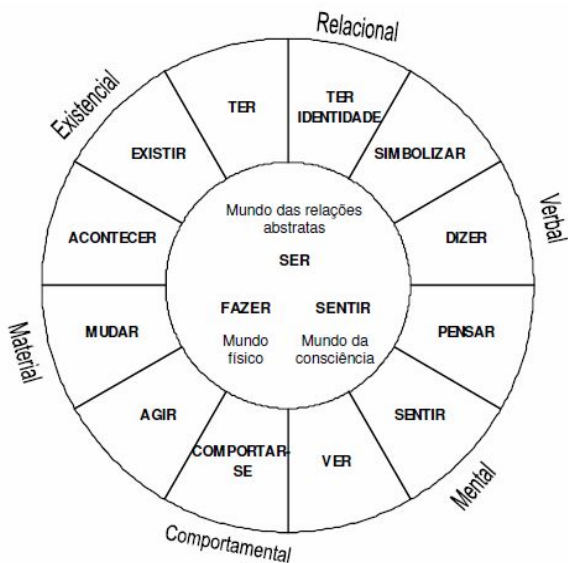 Relacional
Existencial
TER
TER
IDENTIDADE
EXISTIR
SIMBOLIZAR
Verbal
Mundo das relações
abstratas
ACONTECER
DIZER
SER
FAZER
SENTIR
MUDAR
PENSAR
Mundo
físico
Mundo da
consciência
Material
AGIR
SENTIR
COMPORTAR-
SE
VER
Mental
Comportamental